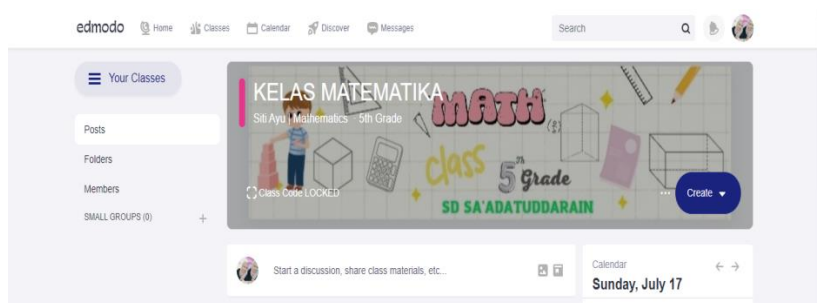 edmodo Home Classes Calendar Discover Messages Search
Your Classes
Posts
Folders
Members
SMALL GROUPS (0) +
KELAS MATEMATIKA
Siti Ayu | Mathematics 5th Grade
MATH
class 5th Grade
SD SA'ADATUDDARAIN
Class Code LOCKED
... Create
Start a discussion, share class materials, etc...
Calendar
Sunday, July 17